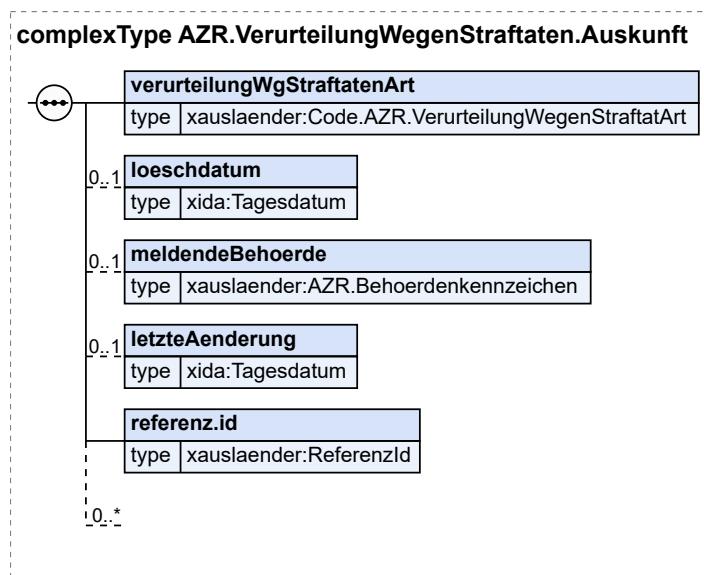 complexType AZR.VerurteilungWegenStraftaten.Auskunft
verurteilungWgStraftatenArt
type xauslaender:Code.AZR.VerurteilungWegenStraftatArt
0..1 loeschdatum
type xida:Tagesdatum
0..1 meldendeBehoerde
type xauslaender:AZR.Behoerdenkennzeichen
0..1 letzteAenderung
type xida:Tagesdatum
referenz.id
type xauslaender:ReferenzId
0..*